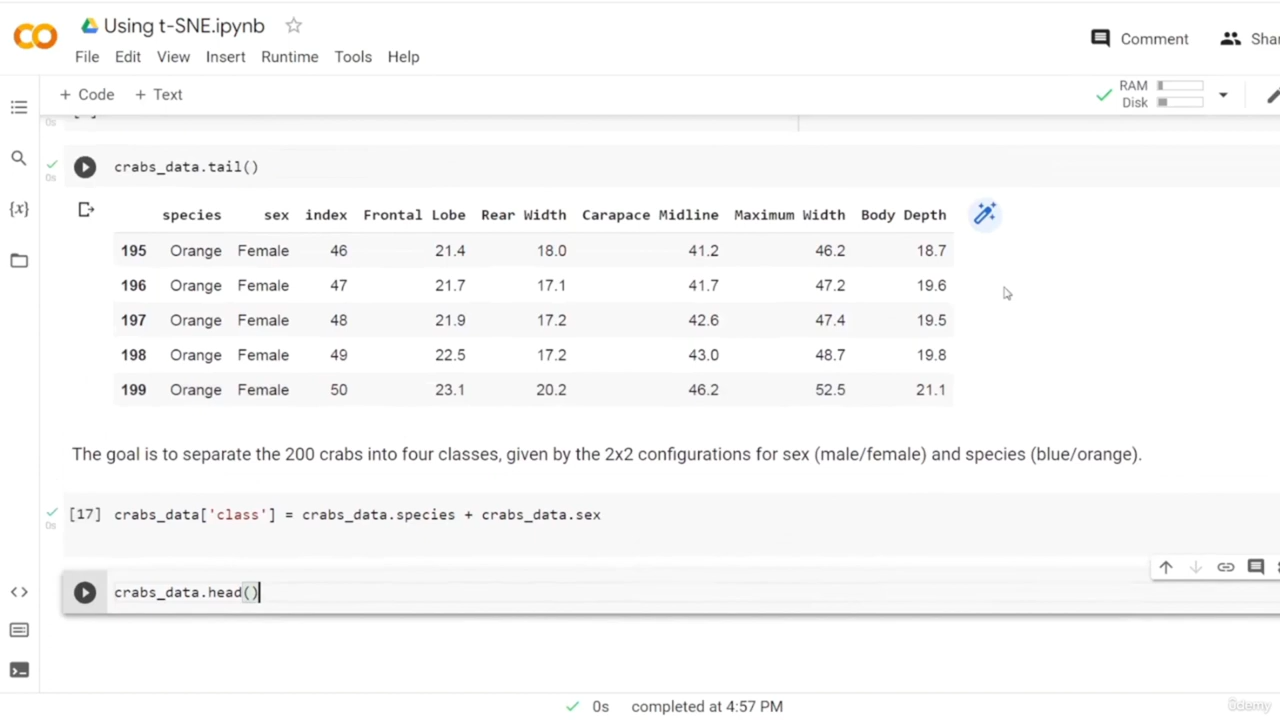 Using t-SNE.ipynb
Comment
File Edit View Insert Runtime Tools Help
+ Code + Text
RAM
Disk
0s
0s
crabs_data.tail()
{x}
species sex index Frontal Lobe Rear Width Carapace Midline Maximum Width Body Depth
195 Orange Female 46 21.4 18.0 41.2 46.2 18.7
196 Orange Female 47 21.7 17.1 41.7 47.2 19.6
197 Orange Female 48 21.9 17.2 42.6 47.4 19.5
198 Orange Female 49 22.5 17.2 43.0 48.7 19.8
199 Orange Female 50 23.1 20.2 46.2 52.5 21.1
The goal is to separate the 200 crabs into four classes, given by the 2x2 configurations for sex (male/female) and species (blue/orange).
[17] crabs_data['class'] = crabs_data.species + crabs_data.sex
0s
crabs_data.head()
0s completed at 4:57 PM
ûdemy